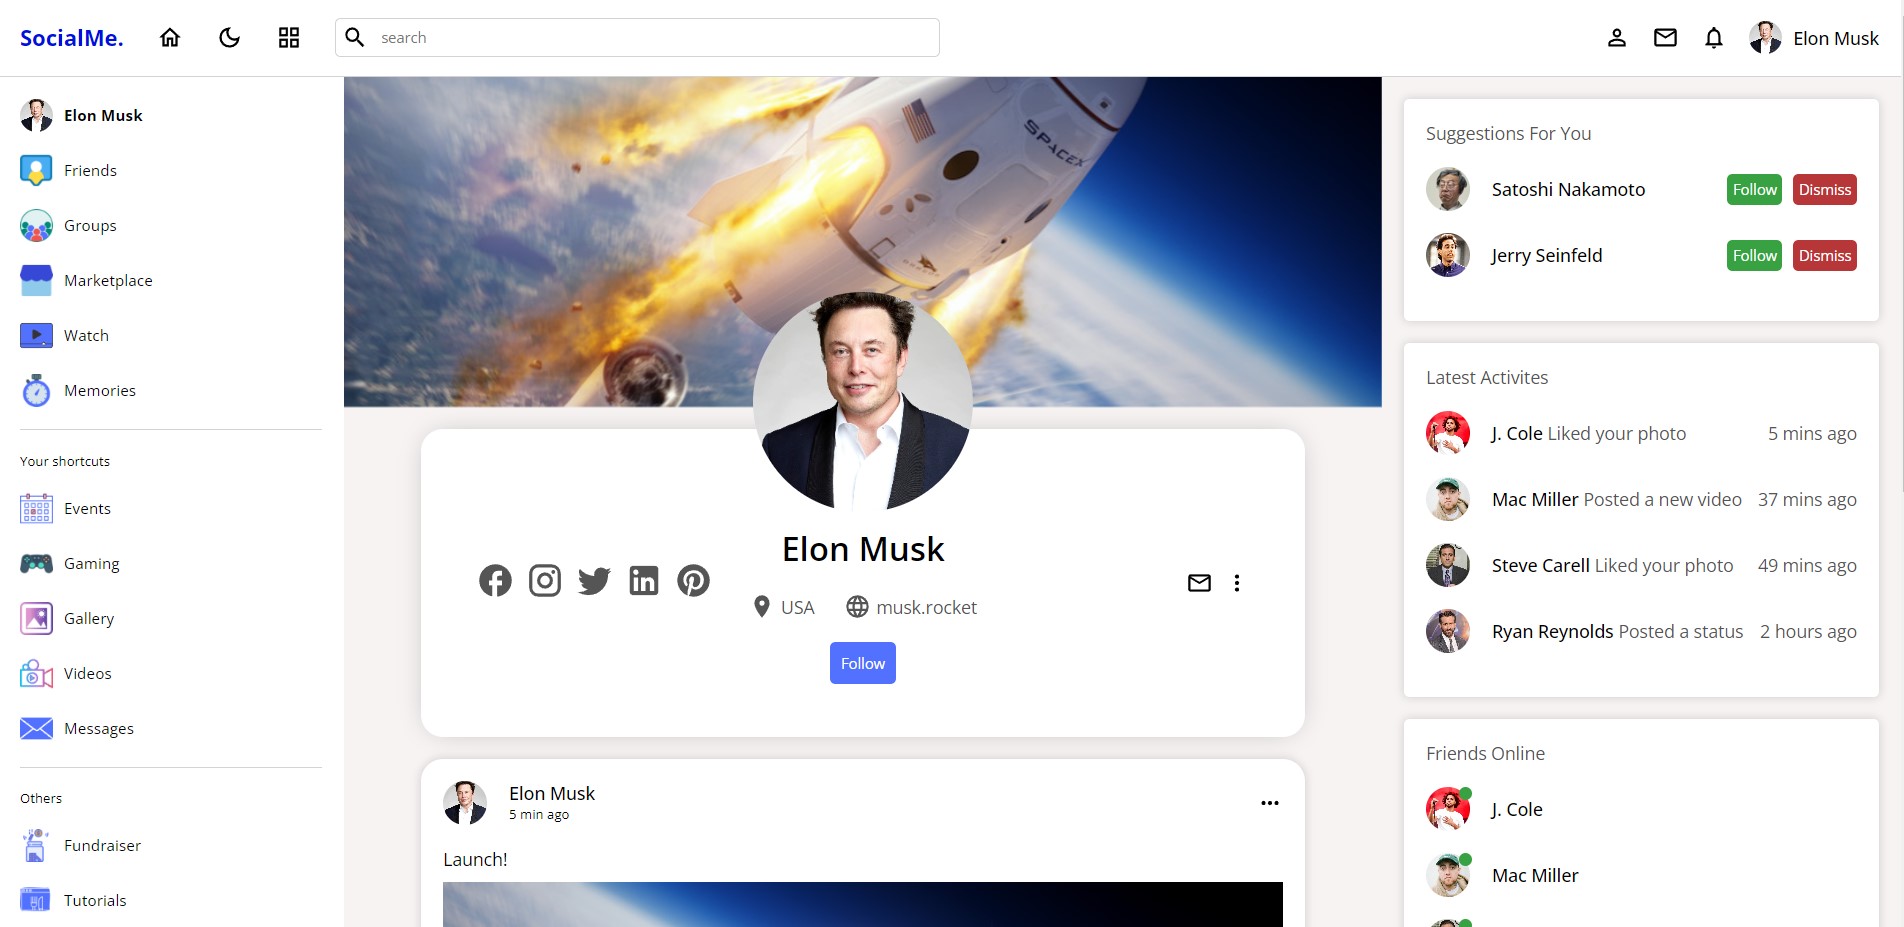 SocialMe.
search
Elon Musk
Elon Musk
Friends
Groups
Marketplace
Watch
Memories
Your shortcuts
Events
Gaming
Gallery
Videos
Messages
Others
Fundraiser
Tutorials
SPACEX
Elon Musk
USA musk.rocket
Follow
Elon Musk
5 min ago
Launch!
Suggestions For You
Satoshi Nakamoto Follow Dismiss
Jerry Seinfeld Follow Dismiss
Latest Activites
J. Cole Liked your photo 5 mins ago
Mac Miller Posted a new video 37 mins ago
Steve Carell Liked your photo 49 mins ago
Ryan Reynolds Posted a status 2 hours ago
Friends Online
J. Cole
Mac Miller